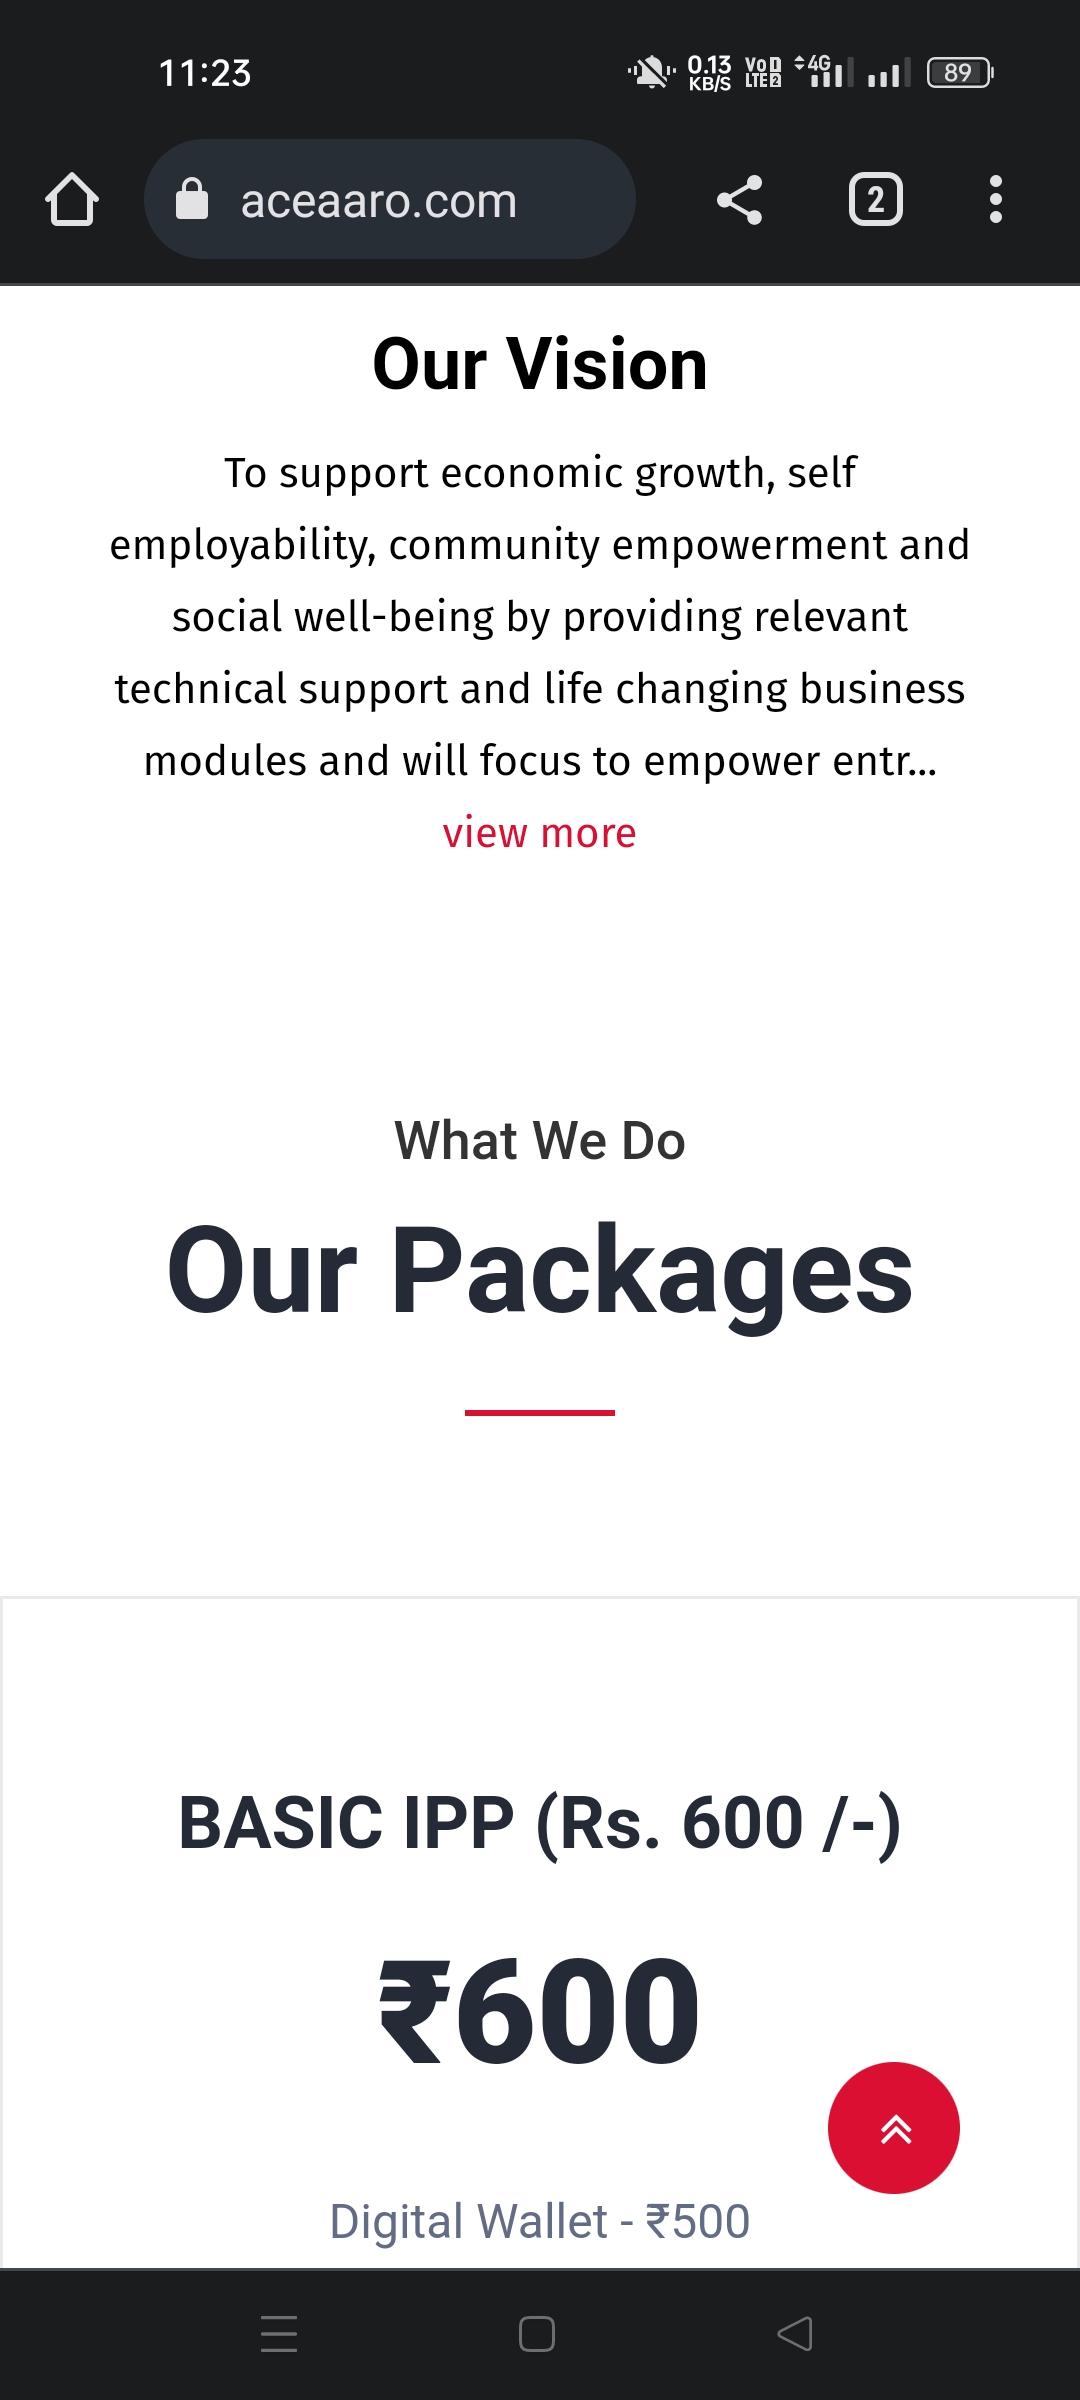 11:23
0.13
KB/S
Vo 1
LTE 2
4G
89
aceaaro.com
2
Our Vision
To support economic growth, self
employability, community empowerment and
social well-being by providing relevant
technical support and life changing business
modules and will focus to empower entr...
view more
What We Do
Our Packages
BASIC IPP (Rs. 600 /-)
₹600
Digital Wallet - ₹500